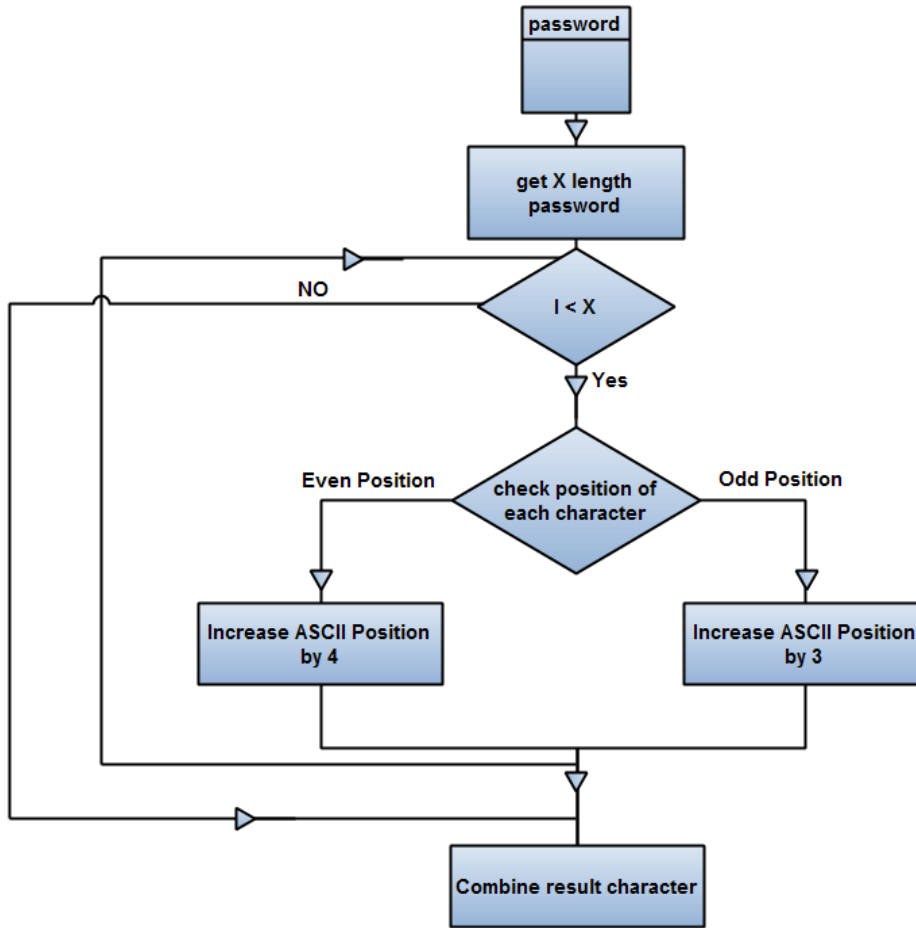 password
get X length
password
NO
I < X
Yes
Even Position
Odd Position
check position of
each character
Increase ASCII Position
by 4
Increase ASCII Position
by 3
Combine result character